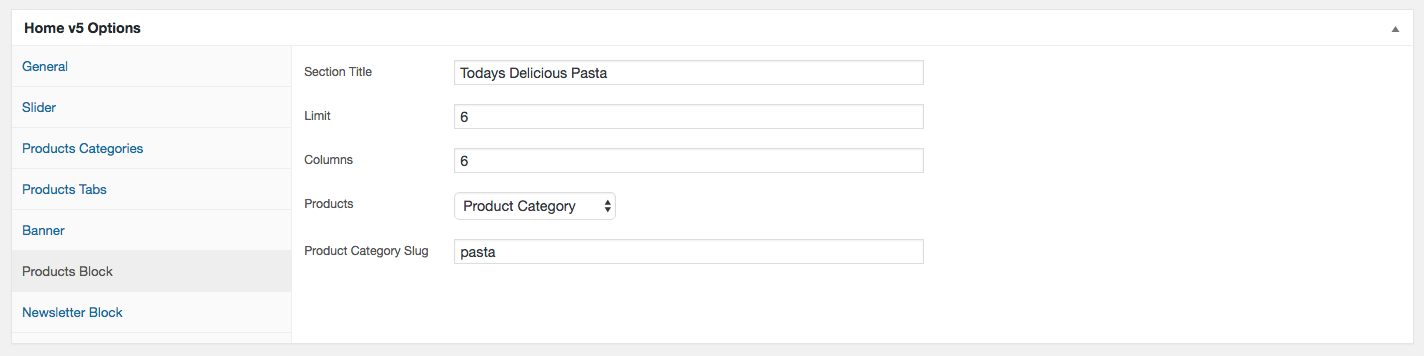 Home v5 Options
General
Slider
Products Categories
Products Tabs
Banner
Products Block
Newsletter Block
Section Title Todays Delicious Pasta
Limit 6
Columns 6
Products Product Category
Product Category Slug pasta